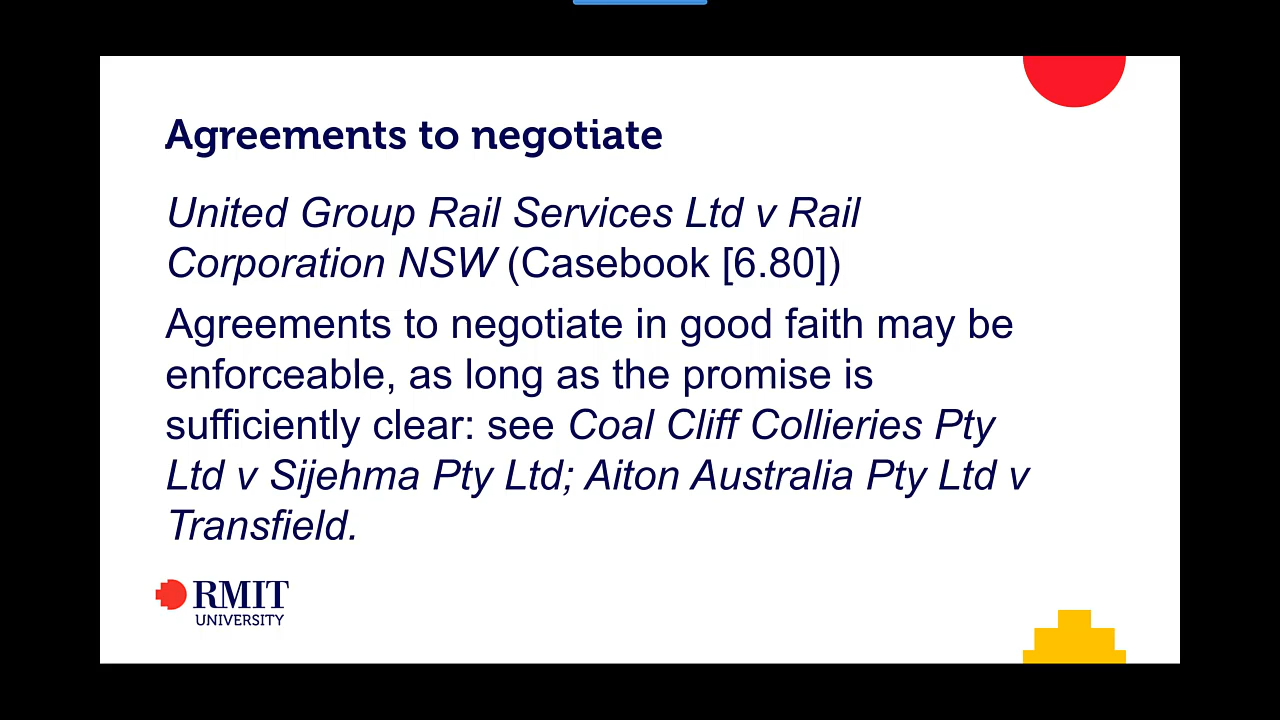 Agreements to negotiate
United Group Rail Services Ltd v Rail
Corporation NSW (Casebook [6.80])
Agreements to negotiate in good faith may be
enforceable, as long as the promise is
sufficiently clear: see Coal Cliff Collieries Pty
Ltd v Sijehma Pty Ltd; Aiton Australia Pty Ltd v
Transfield.
RMIT
UNIVERSITY